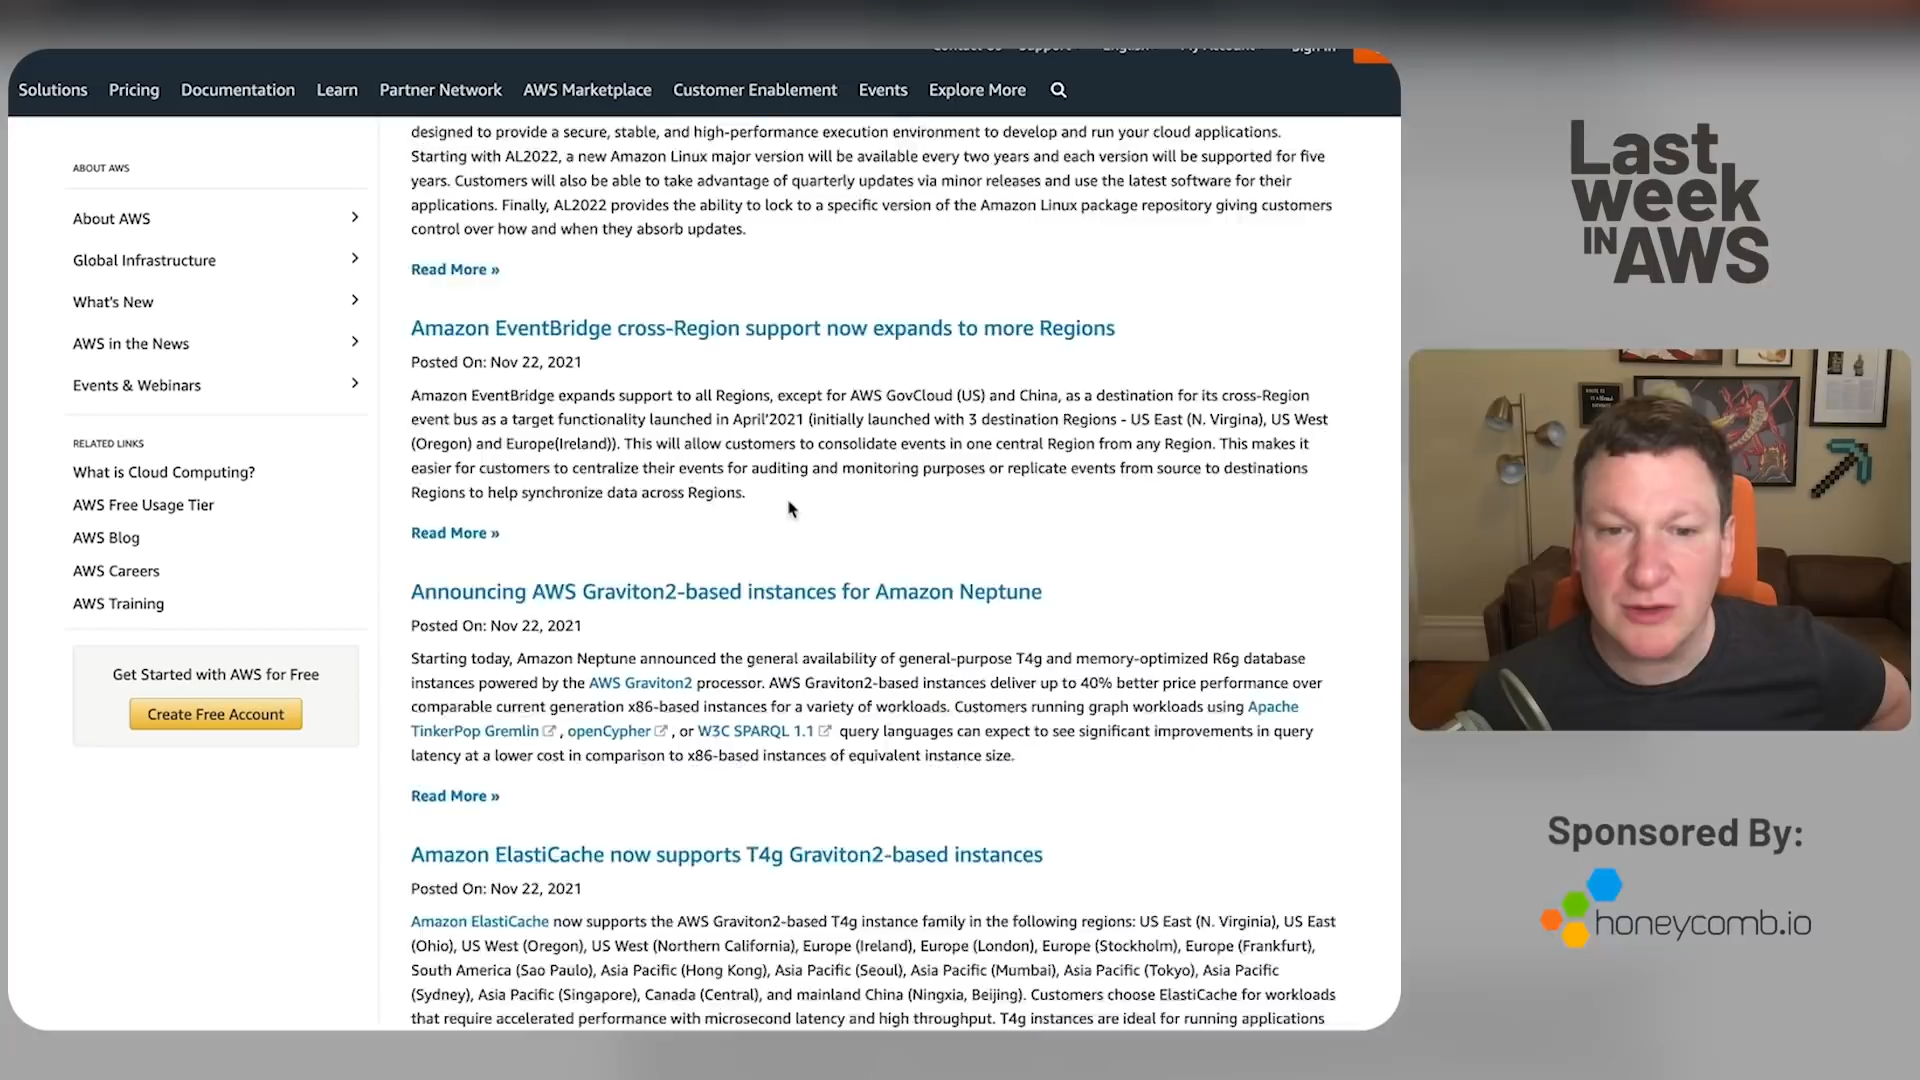 Contact Us Support English My Account Sign In
Solutions Pricing Documentation Learn Partner Network AWS Marketplace Customer Enablement Events Explore More
ABOUT AWS
About AWS
Global Infrastructure
What's New
AWS in the News
Events & Webinars
RELATED LINKS
What is Cloud Computing?
AWS Free Usage Tier
AWS Blog
AWS Careers
AWS Training
Get Started with AWS for Free
Create Free Account
designed to provide a secure, stable, and high-performance execution environment to develop and run your cloud applications.
Starting with AL2022, a new Amazon Linux major version will be available every two years and each version will be supported for five
years. Customers will also be able to take advantage of quarterly updates via minor releases and use the latest software for their
applications. Finally, AL2022 provides the ability to lock to a specific version of the Amazon Linux package repository giving customers
control over how and when they absorb updates.
Read More »
Amazon EventBridge cross-Region support now expands to more Regions
Posted On: Nov 22, 2021
Amazon EventBridge expands support to all Regions, except for AWS GovCloud (US) and China, as a destination for its cross-Region
event bus as a target functionality launched in April'2021 (initially launched with 3 destination Regions - US East (N. Virgina), US West
(Oregon) and Europe(Ireland)). This will allow customers to consolidate events in one central Region from any Region. This makes it
easier for customers to centralize their events for auditing and monitoring purposes or replicate events from source to destinations
Regions to help synchronize data across Regions.
Read More »
Announcing AWS Graviton2-based instances for Amazon Neptune
Posted On: Nov 22, 2021
Starting today, Amazon Neptune announced the general availability of general-purpose T4g and memory-optimized R6g database
instances powered by the AWS Graviton2 processor. AWS Graviton2-based instances deliver up to 40% better price performance over
comparable current generation x86-based instances for a variety of workloads. Customers running graph workloads using Apache
TinkerPop Gremlin, openCypher, or W3C SPARQL 1.1 query languages can expect to see significant improvements in query
latency at a lower cost in comparison to x86-based instances of equivalent instance size.
Read More »
Amazon ElastiCache now supports T4g Graviton2-based instances
Posted On: Nov 22, 2021
Amazon ElastiCache now supports the AWS Graviton2-based T4g instance family in the following regions: US East (N. Virginia), US East
(Ohio), US West (Oregon), US West (Northern California), Europe (Ireland), Europe (London), Europe (Stockholm), Europe (Frankfurt),
South America (Sao Paulo), Asia Pacific (Hong Kong), Asia Pacific (Seoul), Asia Pacific (Mumbai), Asia Pacific (Tokyo), Asia Pacific
(Sydney), Asia Pacific (Singapore), Canada (Central), and mainland China (Ningxia, Beijing). Customers choose ElastiCache for workloads
that require accelerated performance with microsecond latency and high throughput. T4g instances are ideal for running applications
Last
week
IN AWS
Sponsored By:
honeycomb.io